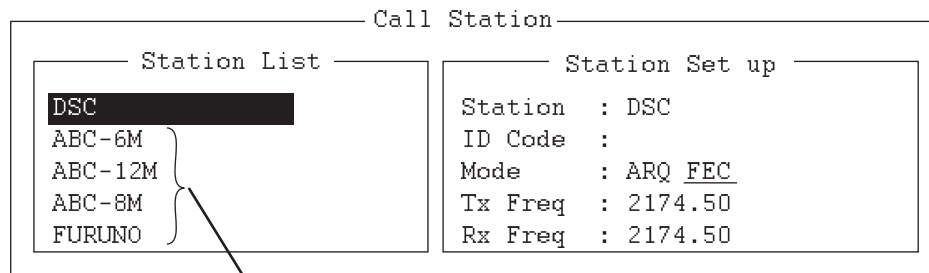 Call Station
Station List
DSC
ABC-6M
ABC-12M
ABC-8M
FURUNO
Station Set up
Station : DSC
ID Code :
Mode : ARQ FEC
Tx Freq : 2174.50
Rx Freq : 2174.50